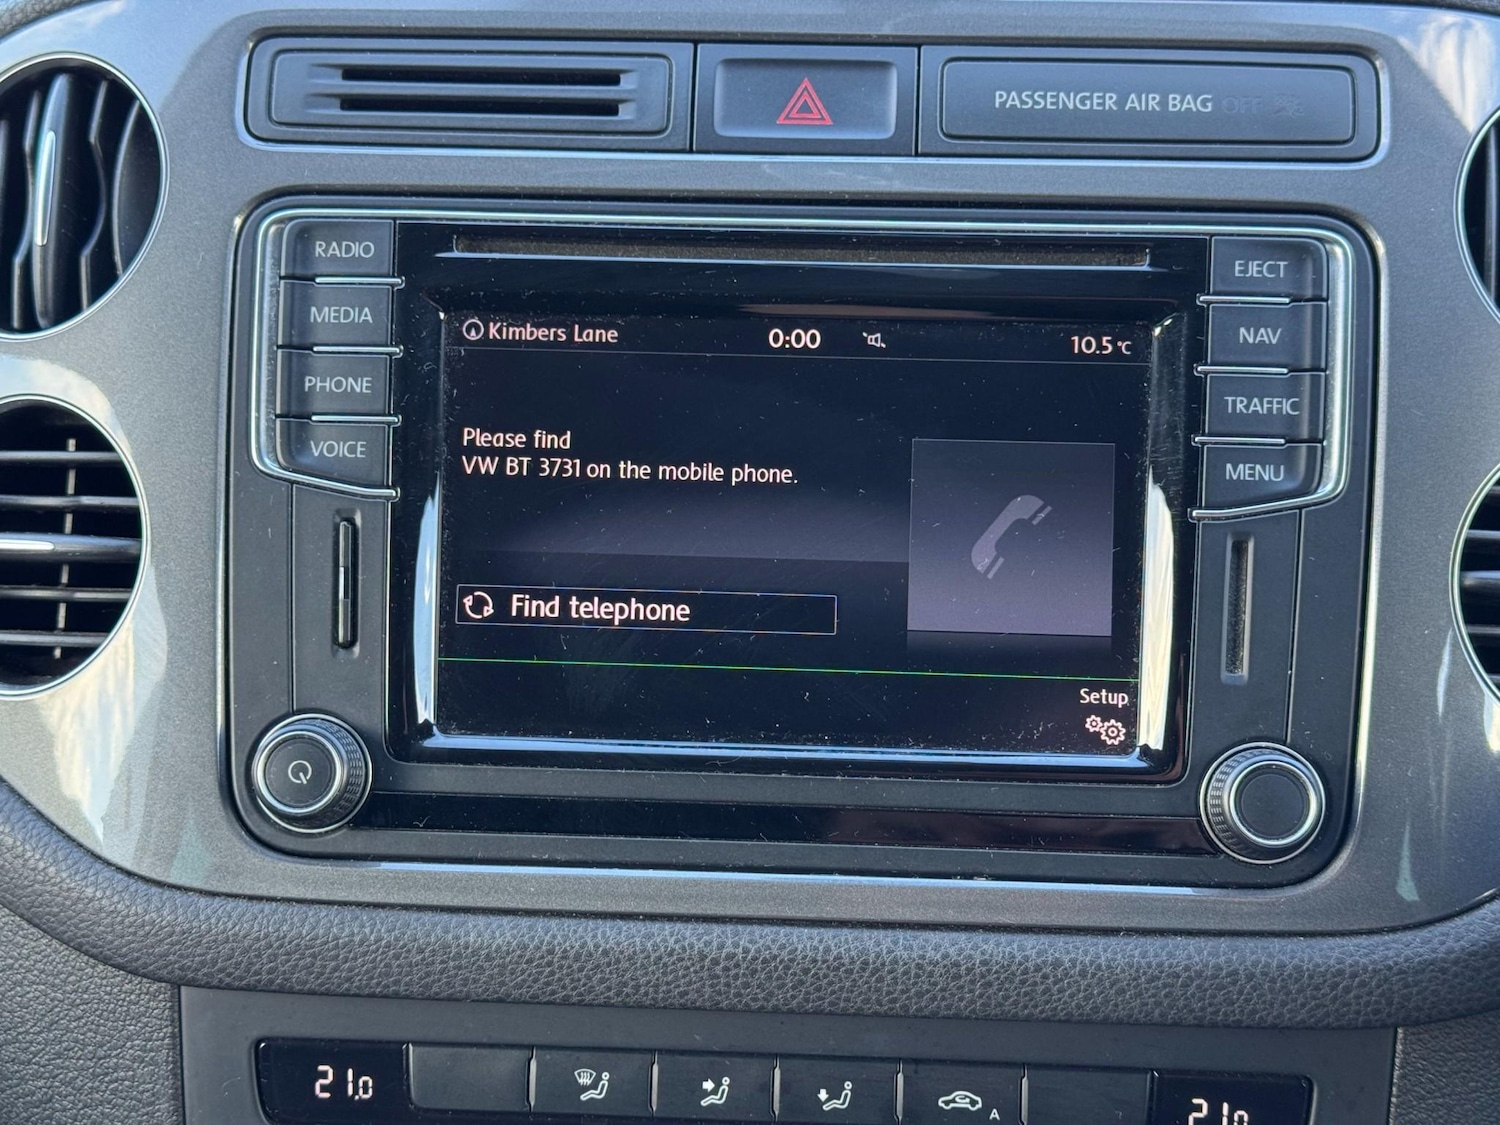 PASSENGER AIR BAG OFF
RADIO
MEDIA
PHONE
VOICE
EJECT
NAV
TRAFFIC
MENU
Kimbers Lane 0:00 10.5°C
Please find
VW BT 3731 on the mobile phone.
Find telephone
Setup
21.0
A
21.0